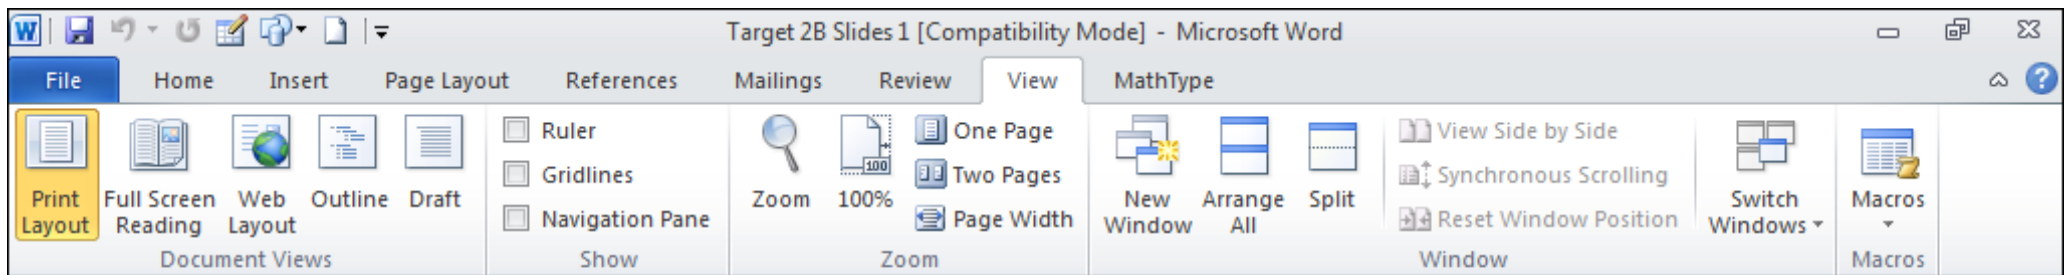 Target 2B Slides 1 [Compatibility Mode] - Microsoft Word
File Home Insert Page Layout References Mailings Review View MathType
Print Layout
Full Screen Reading
Web Layout
Outline
Draft
Document Views
Ruler
Gridlines
Navigation Pane
Show
Zoom
100
100%
One Page
Two Pages
Page Width
Zoom
New Window
Arrange All
Split
View Side by Side
Synchronous Scrolling
Reset Window Position
Switch Windows
Window
Macros
Macros